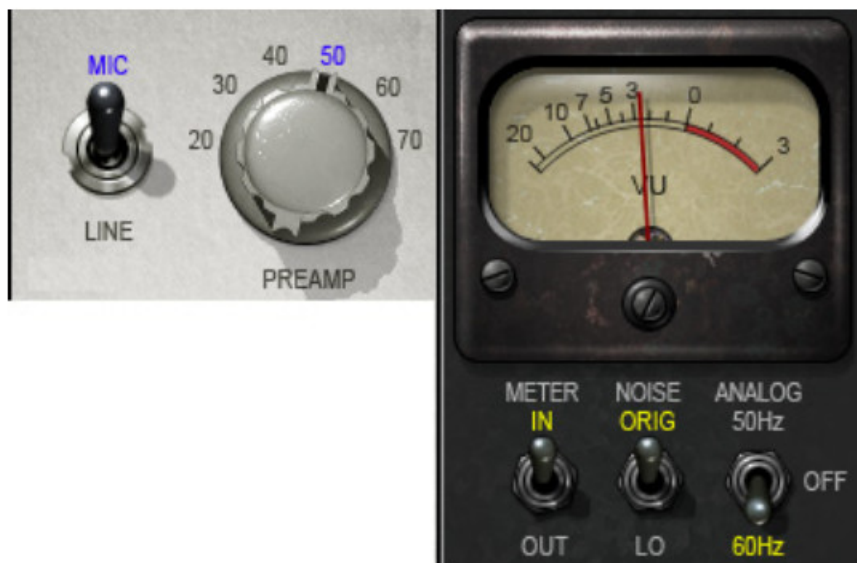 MIC
LINE
20 30 40 50 60 70
PREAMP
20 10 7 5 3 0 3
VU
METER NOISE ANALOG
IN ORIG 50Hz
OFF
OUT LO 60Hz